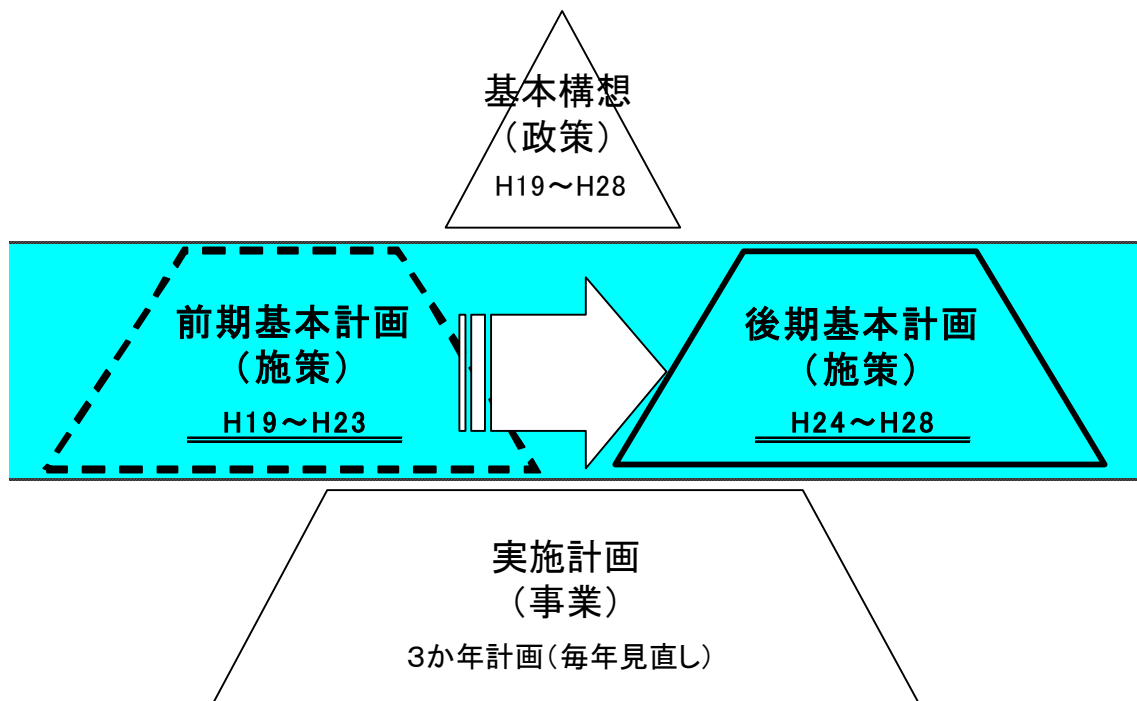 基本構想
（政策）
H19～H28
前期基本計画
（施策）
H19～H23
後期基本計画
（施策）
H24～H28
実施計画
（事業）
３か年計画（毎年見直し）